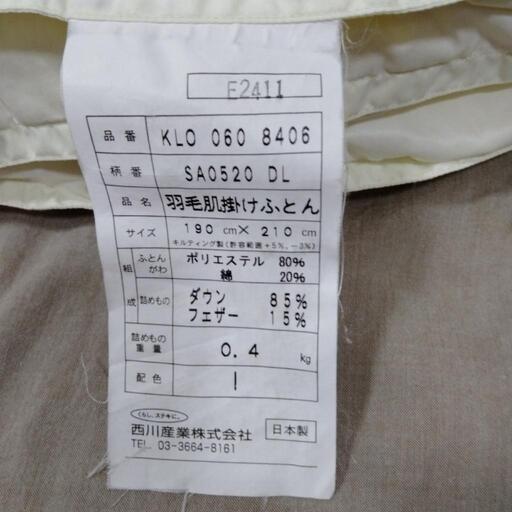 E2411
品番 KLO 060 8406
柄番 SA0520 DL
品名 羽毛肌掛けふとん
サイズ 190 cm × 210 cm
キルティング製(許容範囲+5%、-3%)
組成 ふとんがわ ポリエステル 80%
綿 20%
詰めもの ダウン 85%
フェザー 15%
詰めもの重量 0.4 kg
配色 1
くらし、ステキに。
西川産業株式会社 日本製
TEL. 03-3664-8161